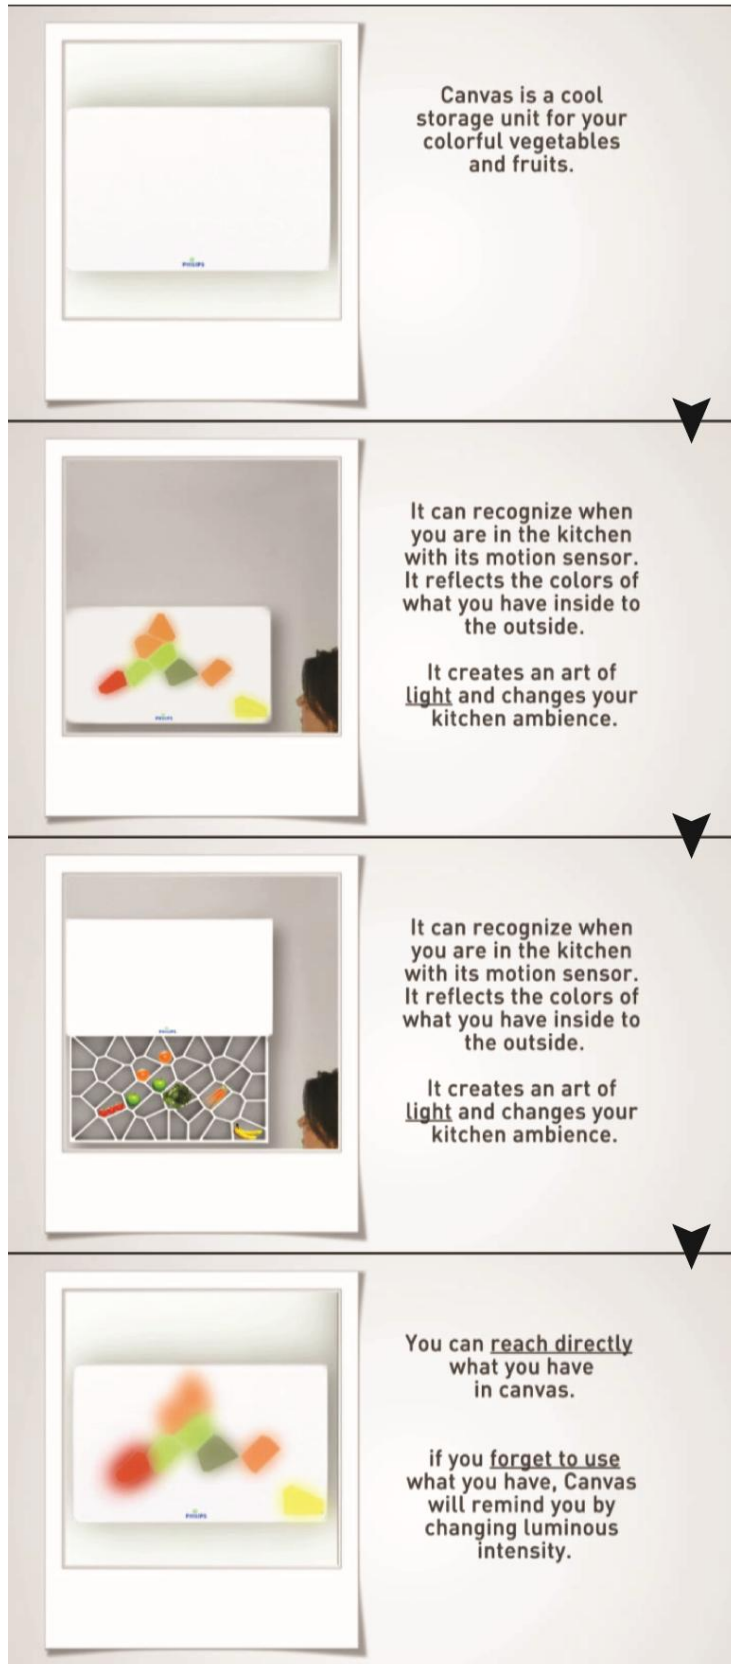 Canvas is a cool
storage unit for your
colorful vegetables
and fruits.
PHILIPS
It can recognize when
you are in the kitchen
with its motion sensor.
It reflects the colors of
what you have inside to
the outside.
It creates an art of
light and changes your
kitchen ambience.
PHILIPS
It can recognize when
you are in the kitchen
with its motion sensor.
It reflects the colors of
what you have inside to
the outside.
It creates an art of
light and changes your
kitchen ambience.
PHILIPS
You can reach directly
what you have
in canvas.
if you forget to use
what you have, Canvas
will remind you by
changing luminous
intensity.
PHILIPS